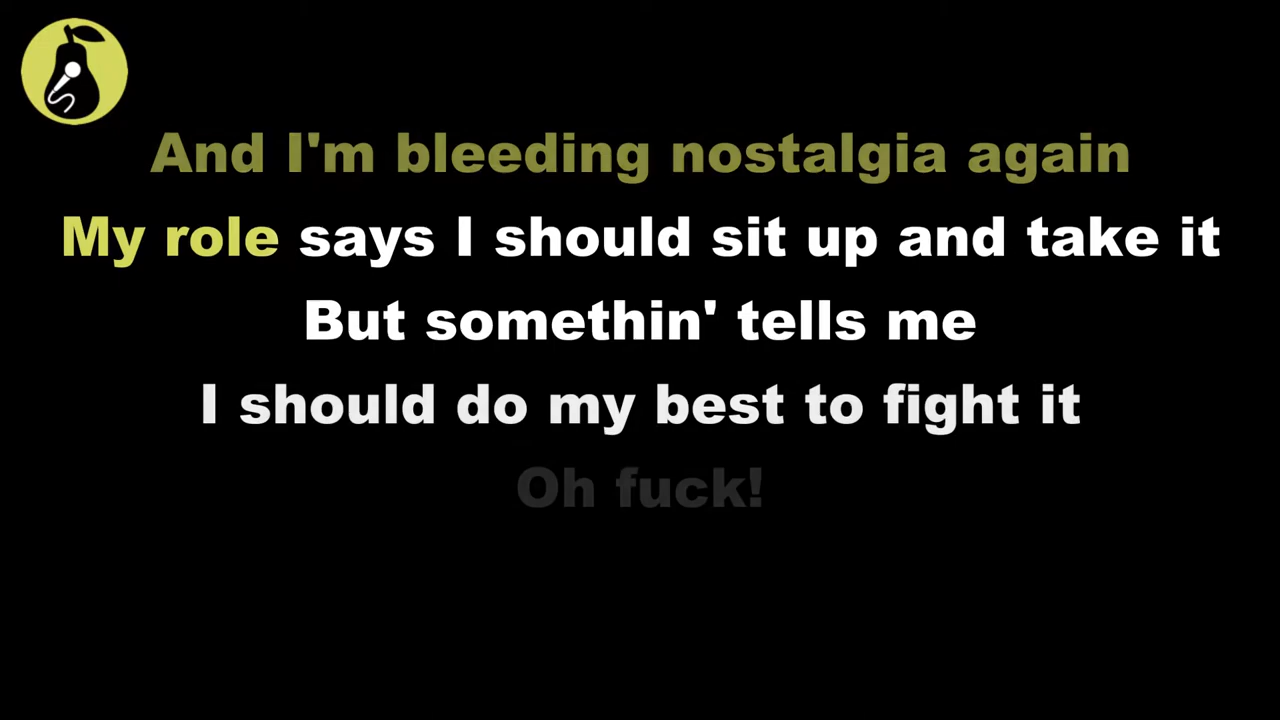 And I'm bleeding nostalgia again
My role says I should sit up and take it
But somethin' tells me
I should do my best to fight it
Oh fuck!